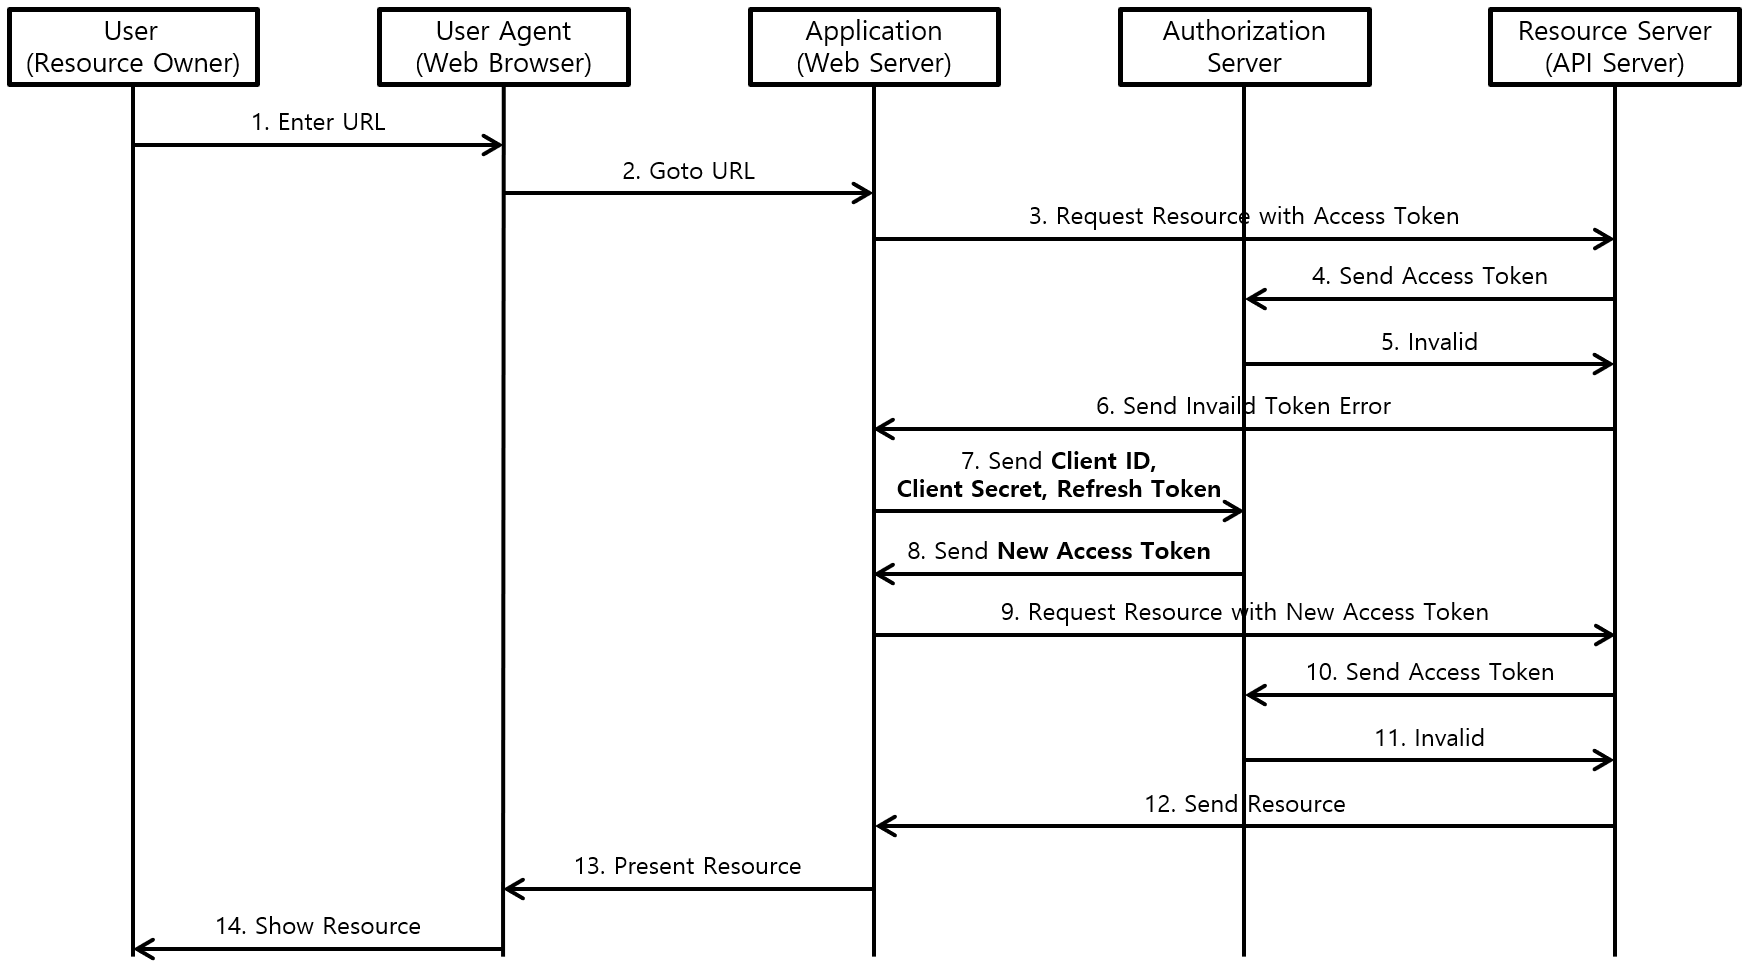 User
(Resource Owner)
User Agent
(Web Browser)
Application
(Web Server)
Authorization
Server
Resource Server
(API Server)
1. Enter URL
2. Goto URL
3. Request Resource with Access Token
4. Send Access Token
5. Invalid
6. Send Invaild Token Error
7. Send Client ID,
Client Secret, Refresh Token
8. Send New Access Token
9. Request Resource with New Access Token
10. Send Access Token
11. Invalid
12. Send Resource
13. Present Resource
14. Show Resource